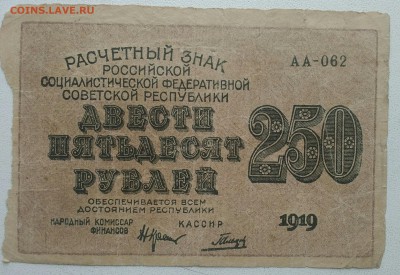 COINS.LAVE.RU
РАСЧЕТНЫЙ ЗНАК
РОССИЙСКОЙ
СОЦИАЛИСТИЧЕСКОЙ ФЕДЕРАТИВНОЙ
СОВЕТСКОЙ РЕСПУБЛИКИ
АА-062
ДВЕСТИ
ПЯТЬДЕСЯТ
РУБЛЕЙ
250
ОБЕСПЕЧИВАЕТСЯ ВСЕМ
ДОСТОЯНИЕМ РЕСПУБЛИКИ
НАРОДНЫЙ КОМИССАР
ФИНАНСОВ
КАССИР
1919